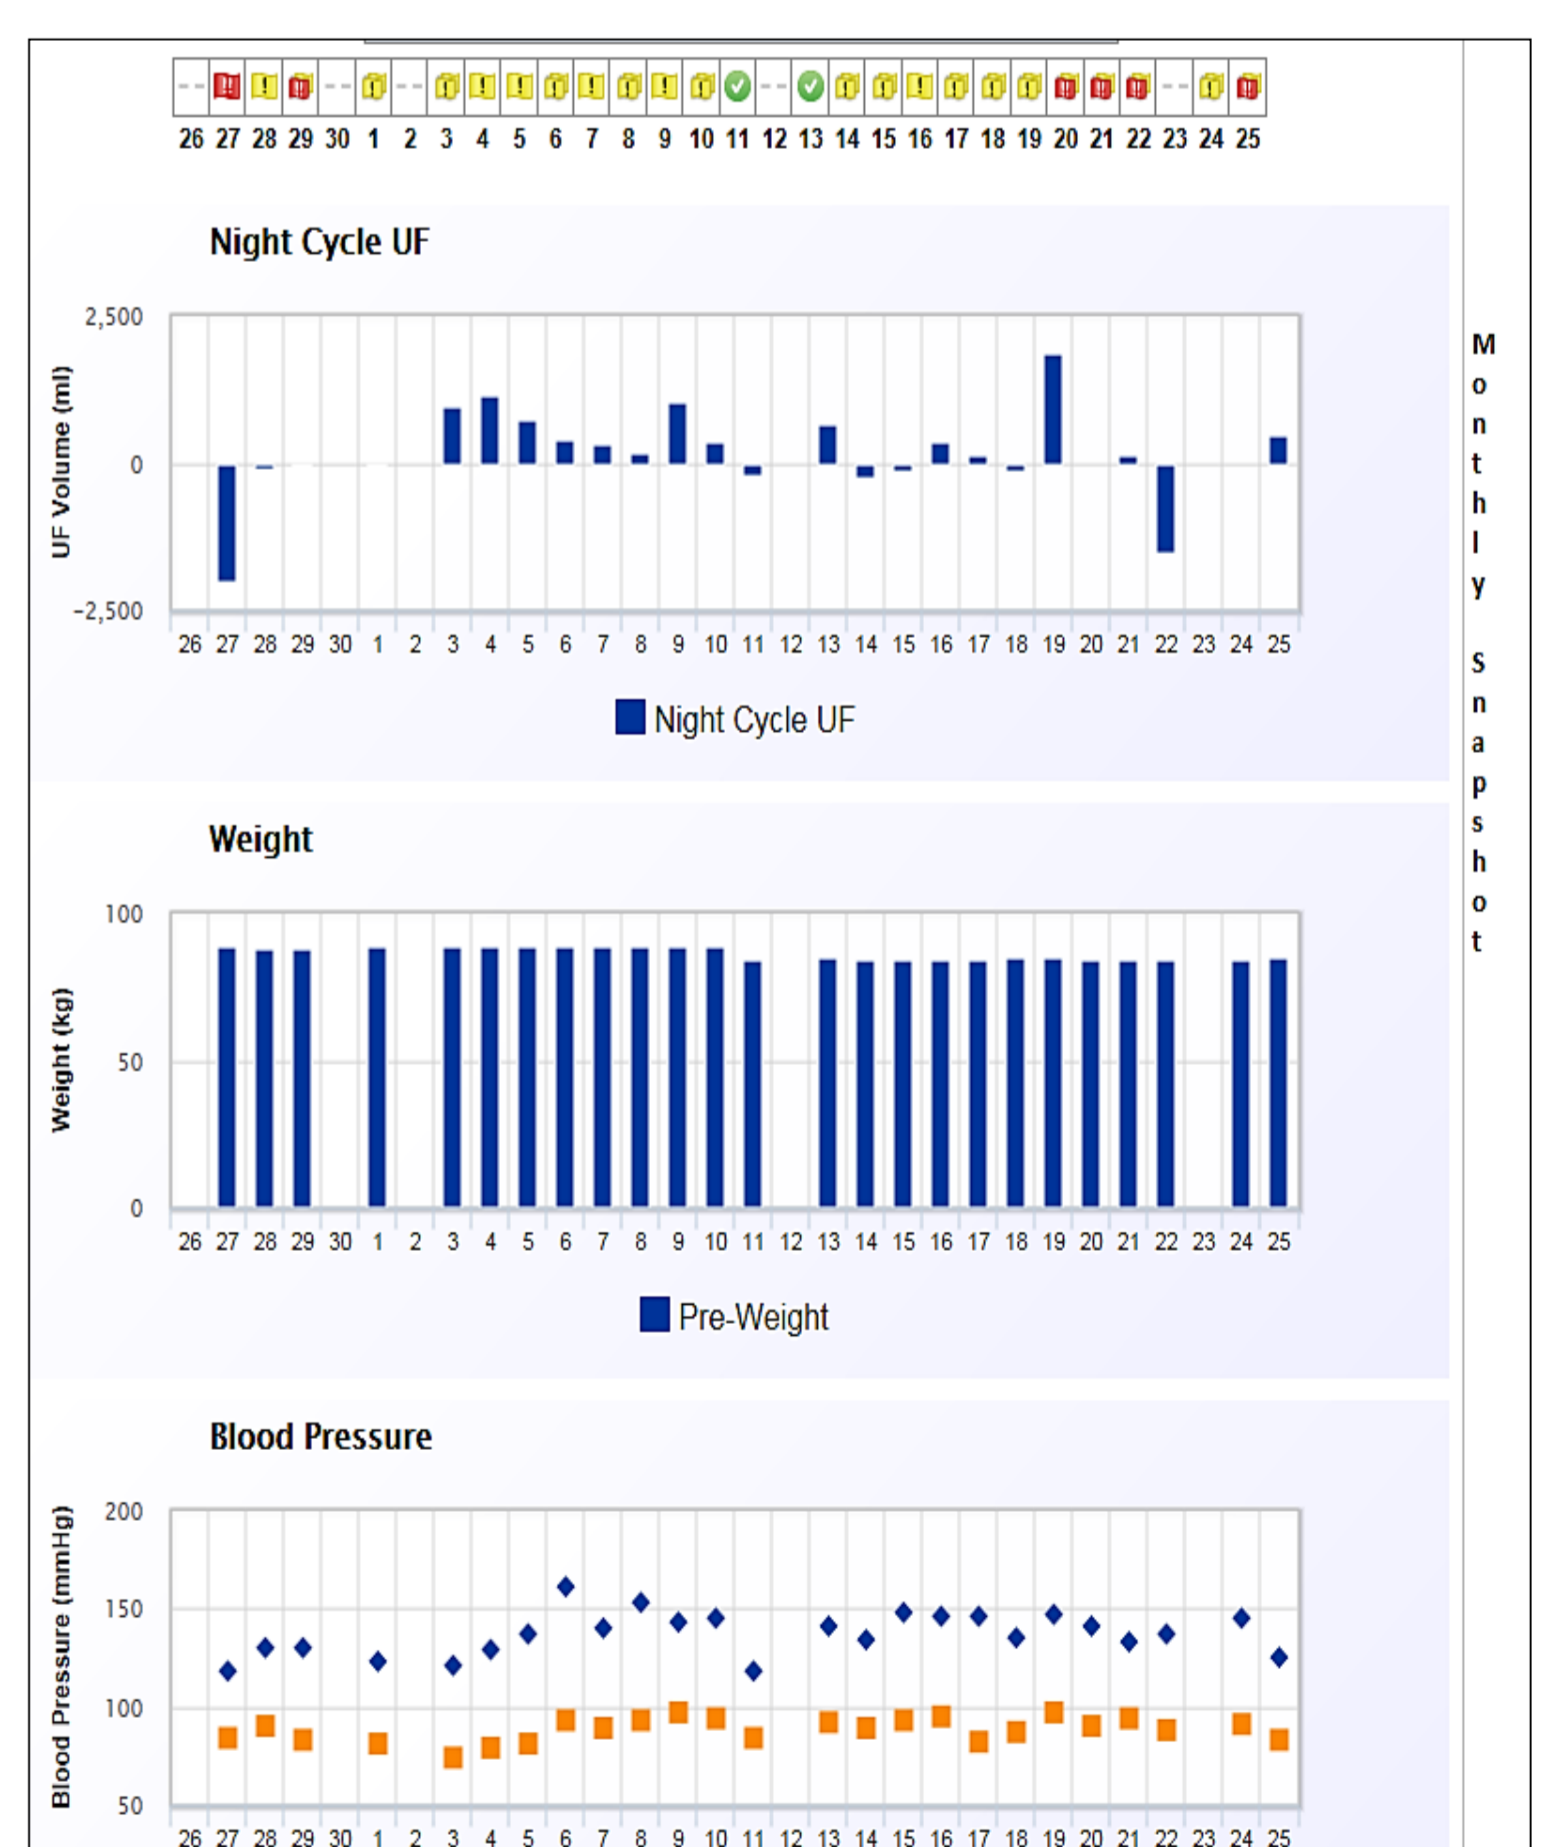 -- -- -- -- --
26 27 28 29 30 1 2 3 4 5 6 7 8 9 10 11 12 13 14 15 16 17 18 19 20 21 22 23 24 25
Night Cycle UF
2,500
0
-2,500
UF Volume (ml)
26 27 28 29 30 1 2 3 4 5 6 7 8 9 10 11 12 13 14 15 16 17 18 19 20 21 22 23 24 25
Night Cycle UF
Weight
100
50
0
Weight (kg)
26 27 28 29 30 1 2 3 4 5 6 7 8 9 10 11 12 13 14 15 16 17 18 19 20 21 22 23 24 25
Pre-Weight
Blood Pressure
200
150
100
50
Blood Pressure (mmHg)
26 27 28 29 30 1 2 3 4 5 6 7 8 9 10 11 12 13 14 15 16 17 18 19 20 21 22 23 24 25
Monthly Snapshot